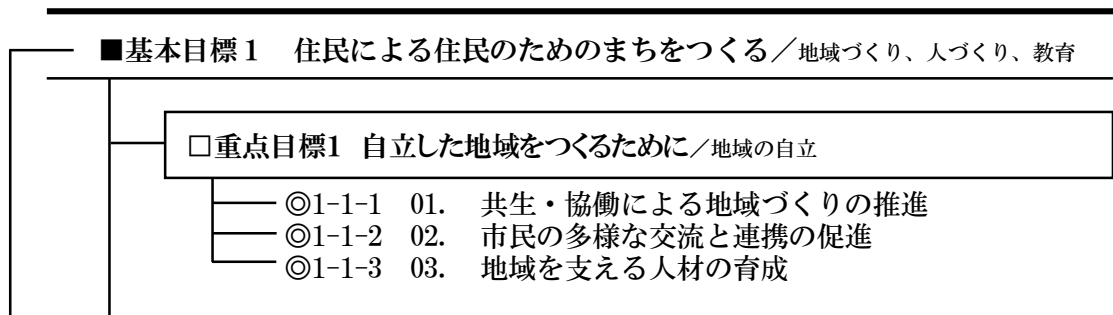 ■基本目標1　住民による住民のためのまちをつくる／地域づくり、人づくり、教育
□重点目標1　自立した地域をつくるために／地域の自立
◎1-1-1　01.　共生・協働による地域づくりの推進
◎1-1-2　02.　市民の多様な交流と連携の促進
◎1-1-3　03.　地域を支える人材の育成